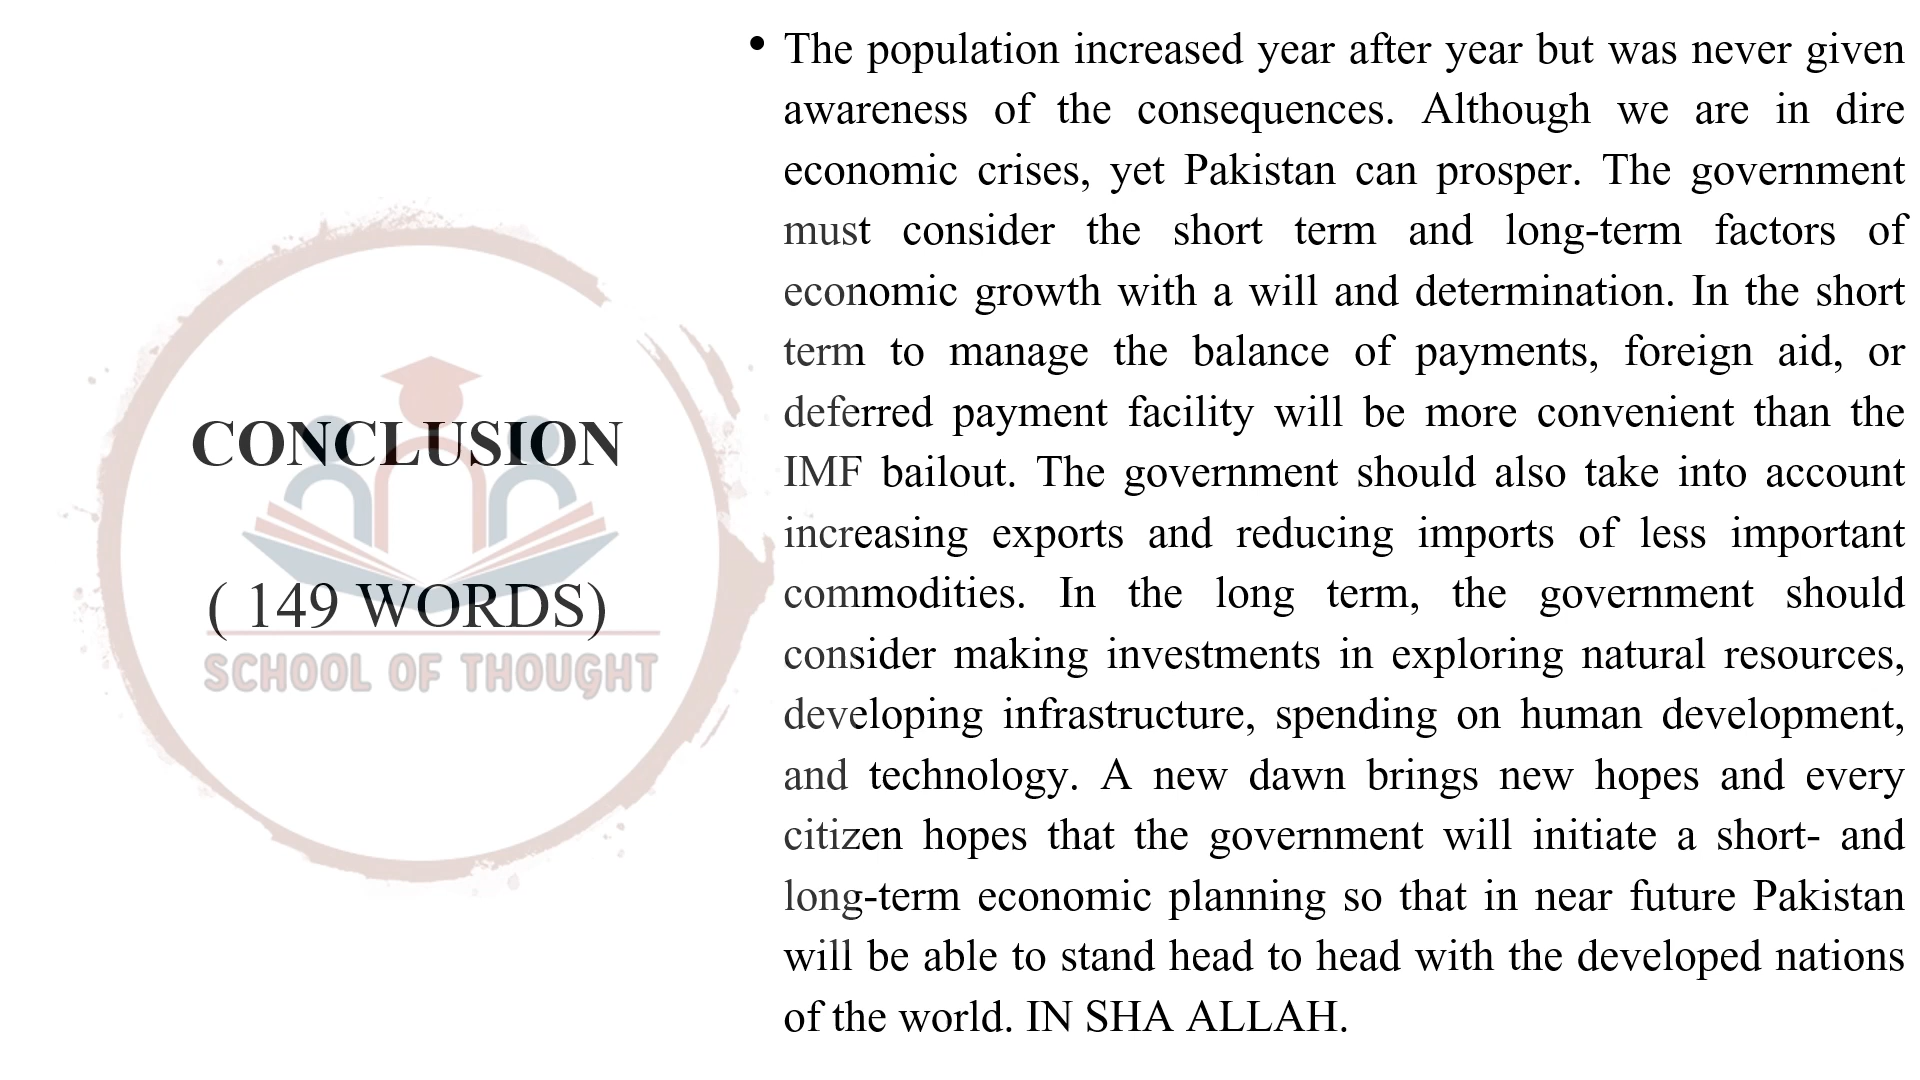 CONCLUSION
( 149 WORDS)
SCHOOL OF THOUGHT
• The population increased year after year but was never given
awareness of the consequences. Although we are in dire
economic crises, yet Pakistan can prosper. The government
must consider the short term and long-term factors of
economic growth with a will and determination. In the short
term to manage the balance of payments, foreign aid, or
deferred payment facility will be more convenient than the
IMF bailout. The government should also take into account
increasing exports and reducing imports of less important
commodities. In the long term, the government should
consider making investments in exploring natural resources,
developing infrastructure, spending on human development,
and technology. A new dawn brings new hopes and every
citizen hopes that the government will initiate a short- and
long-term economic planning so that in near future Pakistan
will be able to stand head to head with the developed nations
of the world. IN SHA ALLAH.